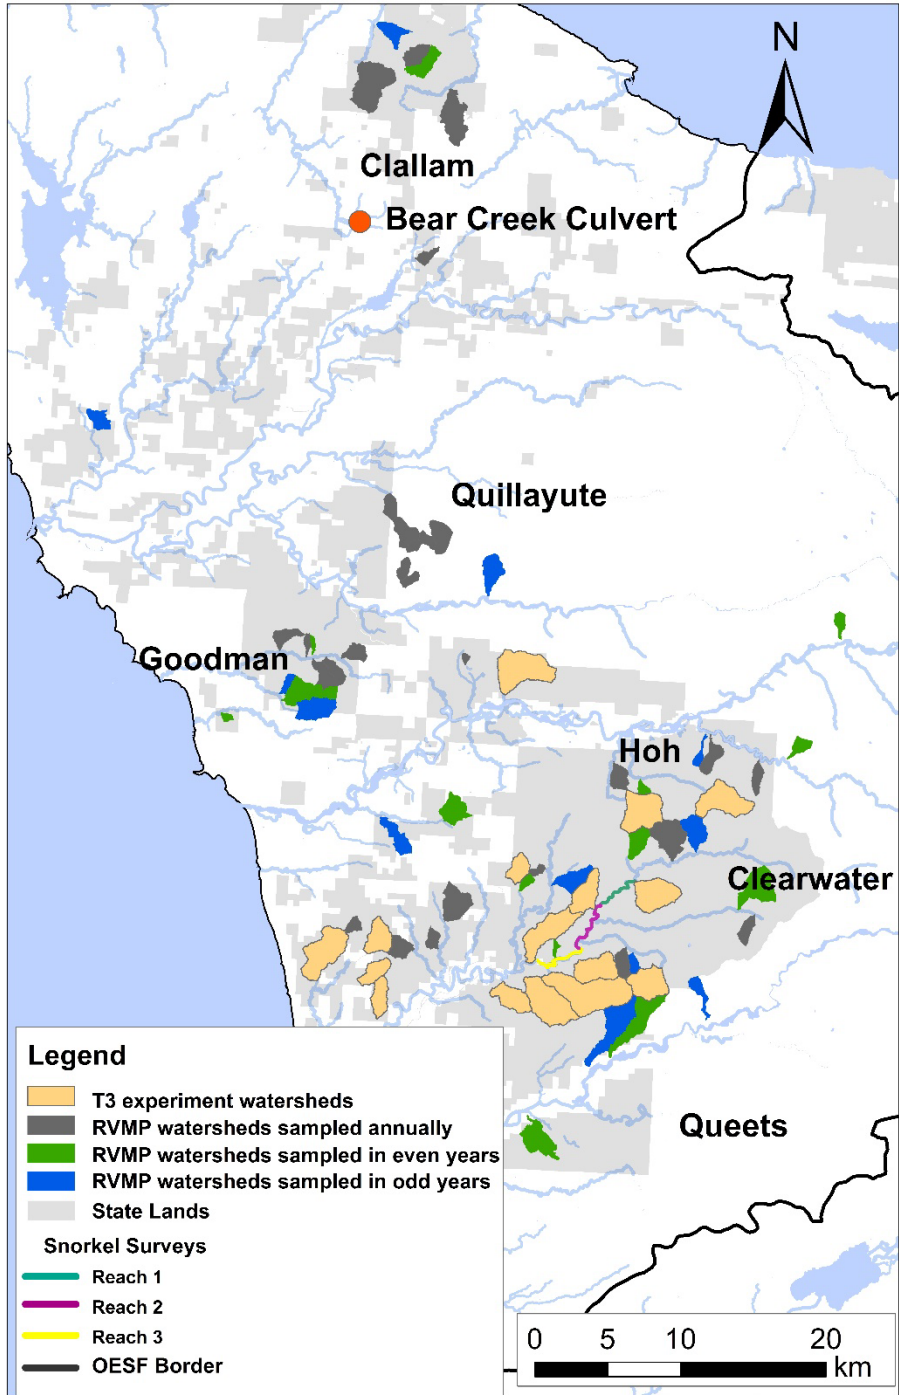 N
Clallam
Bear Creek Culvert
Quillayute
Goodman
Hoh
Clearwater
Queets
Legend
T3 experiment watersheds
RVMP watersheds sampled annually
RVMP watersheds sampled in even years
RVMP watersheds sampled in odd years
State Lands
Snorkel Surveys
Reach 1
Reach 2
Reach 3
OESF Border
0 5 10 20
km